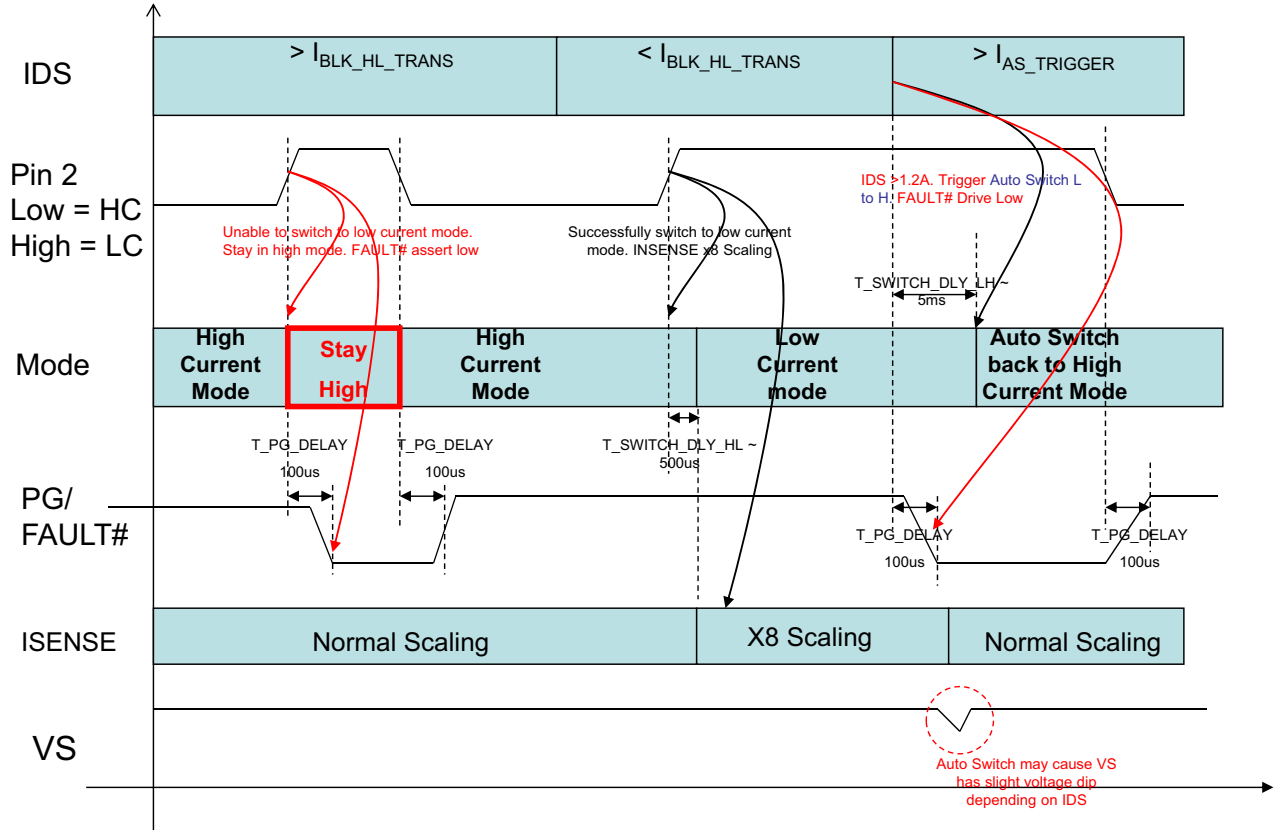 IDS
> I_BLK_HL_TRANS
< I_BLK_HL_TRANS
> I_AS_TRIGGER
Pin 2
Low = HC
High = LC
Unable to switch to low current mode.
Stay in high mode. FAULT# assert low
Successfully switch to low current
mode. INSENSE x8 Scaling
IDS >1.2A. Trigger Auto Switch L
to H. FAULT# Drive Low
T_SWITCH_DLY_LH ~
5ms
Mode
High
Current
Mode
Stay
High
High
Current
Mode
Low
Current
mode
Auto Switch
back to High
Current Mode
T_PG_DELAY
100us
T_PG_DELAY
100us
T_SWITCH_DLY_HL ~
500us
PG/
FAULT#
T_PG_DELAY
100us
T_PG_DELAY
100us
ISENSE
Normal Scaling
X8 Scaling
Normal Scaling
VS
Auto Switch may cause VS
has slight voltage dip
depending on IDS